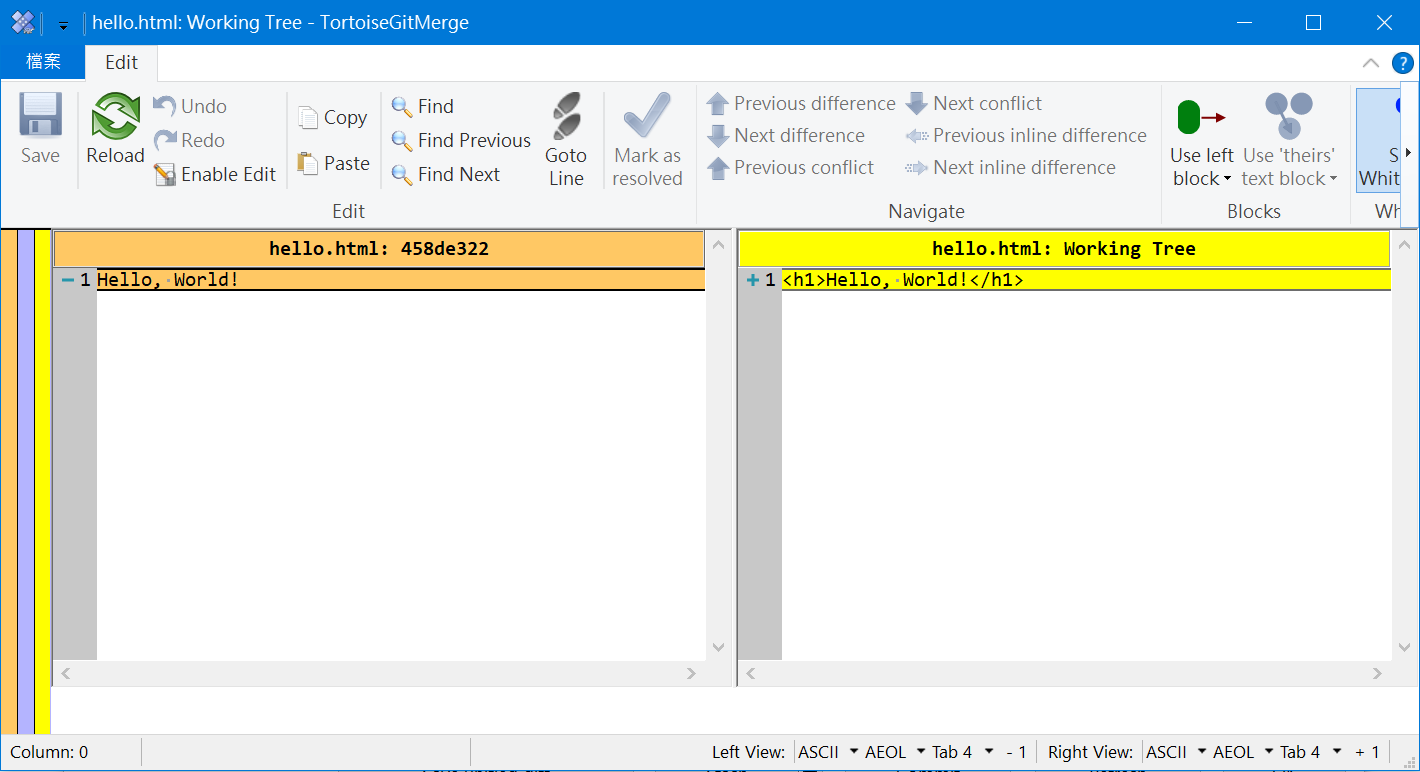 hello.html: Working Tree - TortoiseGitMerge
檔案 Edit
Save
Reload
Undo
Redo
Enable Edit
Copy
Paste
Find
Find Previous
Find Next
Goto
Line
Mark as
resolved
Edit
Previous difference
Next difference
Previous conflict
Next conflict
Previous inline difference
Next inline difference
Navigate
Use left
block
Use 'theirs'
text block
Blocks
S
Whit
Wh
hello.html: 458de322
1 Hello, World!
hello.html: Working Tree
1 <h1>Hello, World!</h1>
Column: 0 Left View: ASCII AEOL Tab 4 - 1 Right View: ASCII AEOL Tab 4 + 1